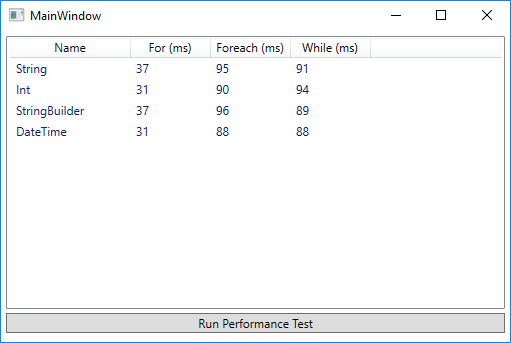 MainWindow
Name For (ms) Foreach (ms) While (ms)
String 37 95 91
Int 31 90 94
StringBuilder 37 96 89
DateTime 31 88 88
Run Performance Test